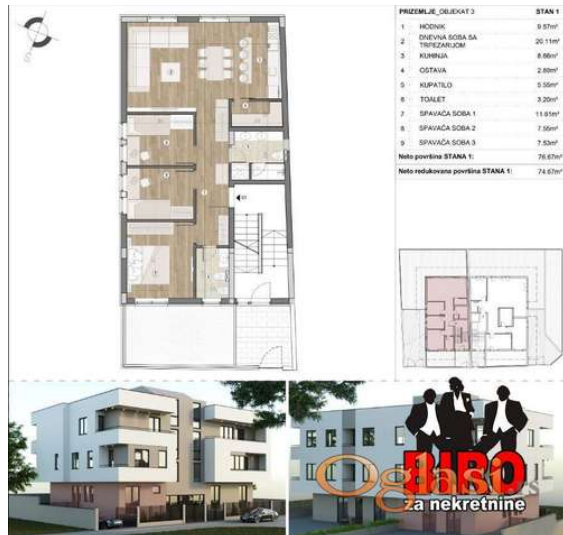 PRIZEMLJE_OBJEKAT 3 STAN 1
1 HODNIK 9.57m²
2 DNEVNA SOBA SA TRPEZARIJOM 20.11m²
3 KUHINJA 8.66m²
4 OSTAVA 2.89m²
5 KUPATILO 5.55m²
6 TOALET 3.20m²
7 SPAVAĆA SOBA 1 11.61m²
8 SPAVAĆA SOBA 2 7.55m²
9 SPAVAĆA SOBA 3 7.53m²
Neto površina STANA 1: 76.67m²
Neto redukovana površina STANA 1: 74.67m²
S
BIRO
Oglasi
za nekretnine